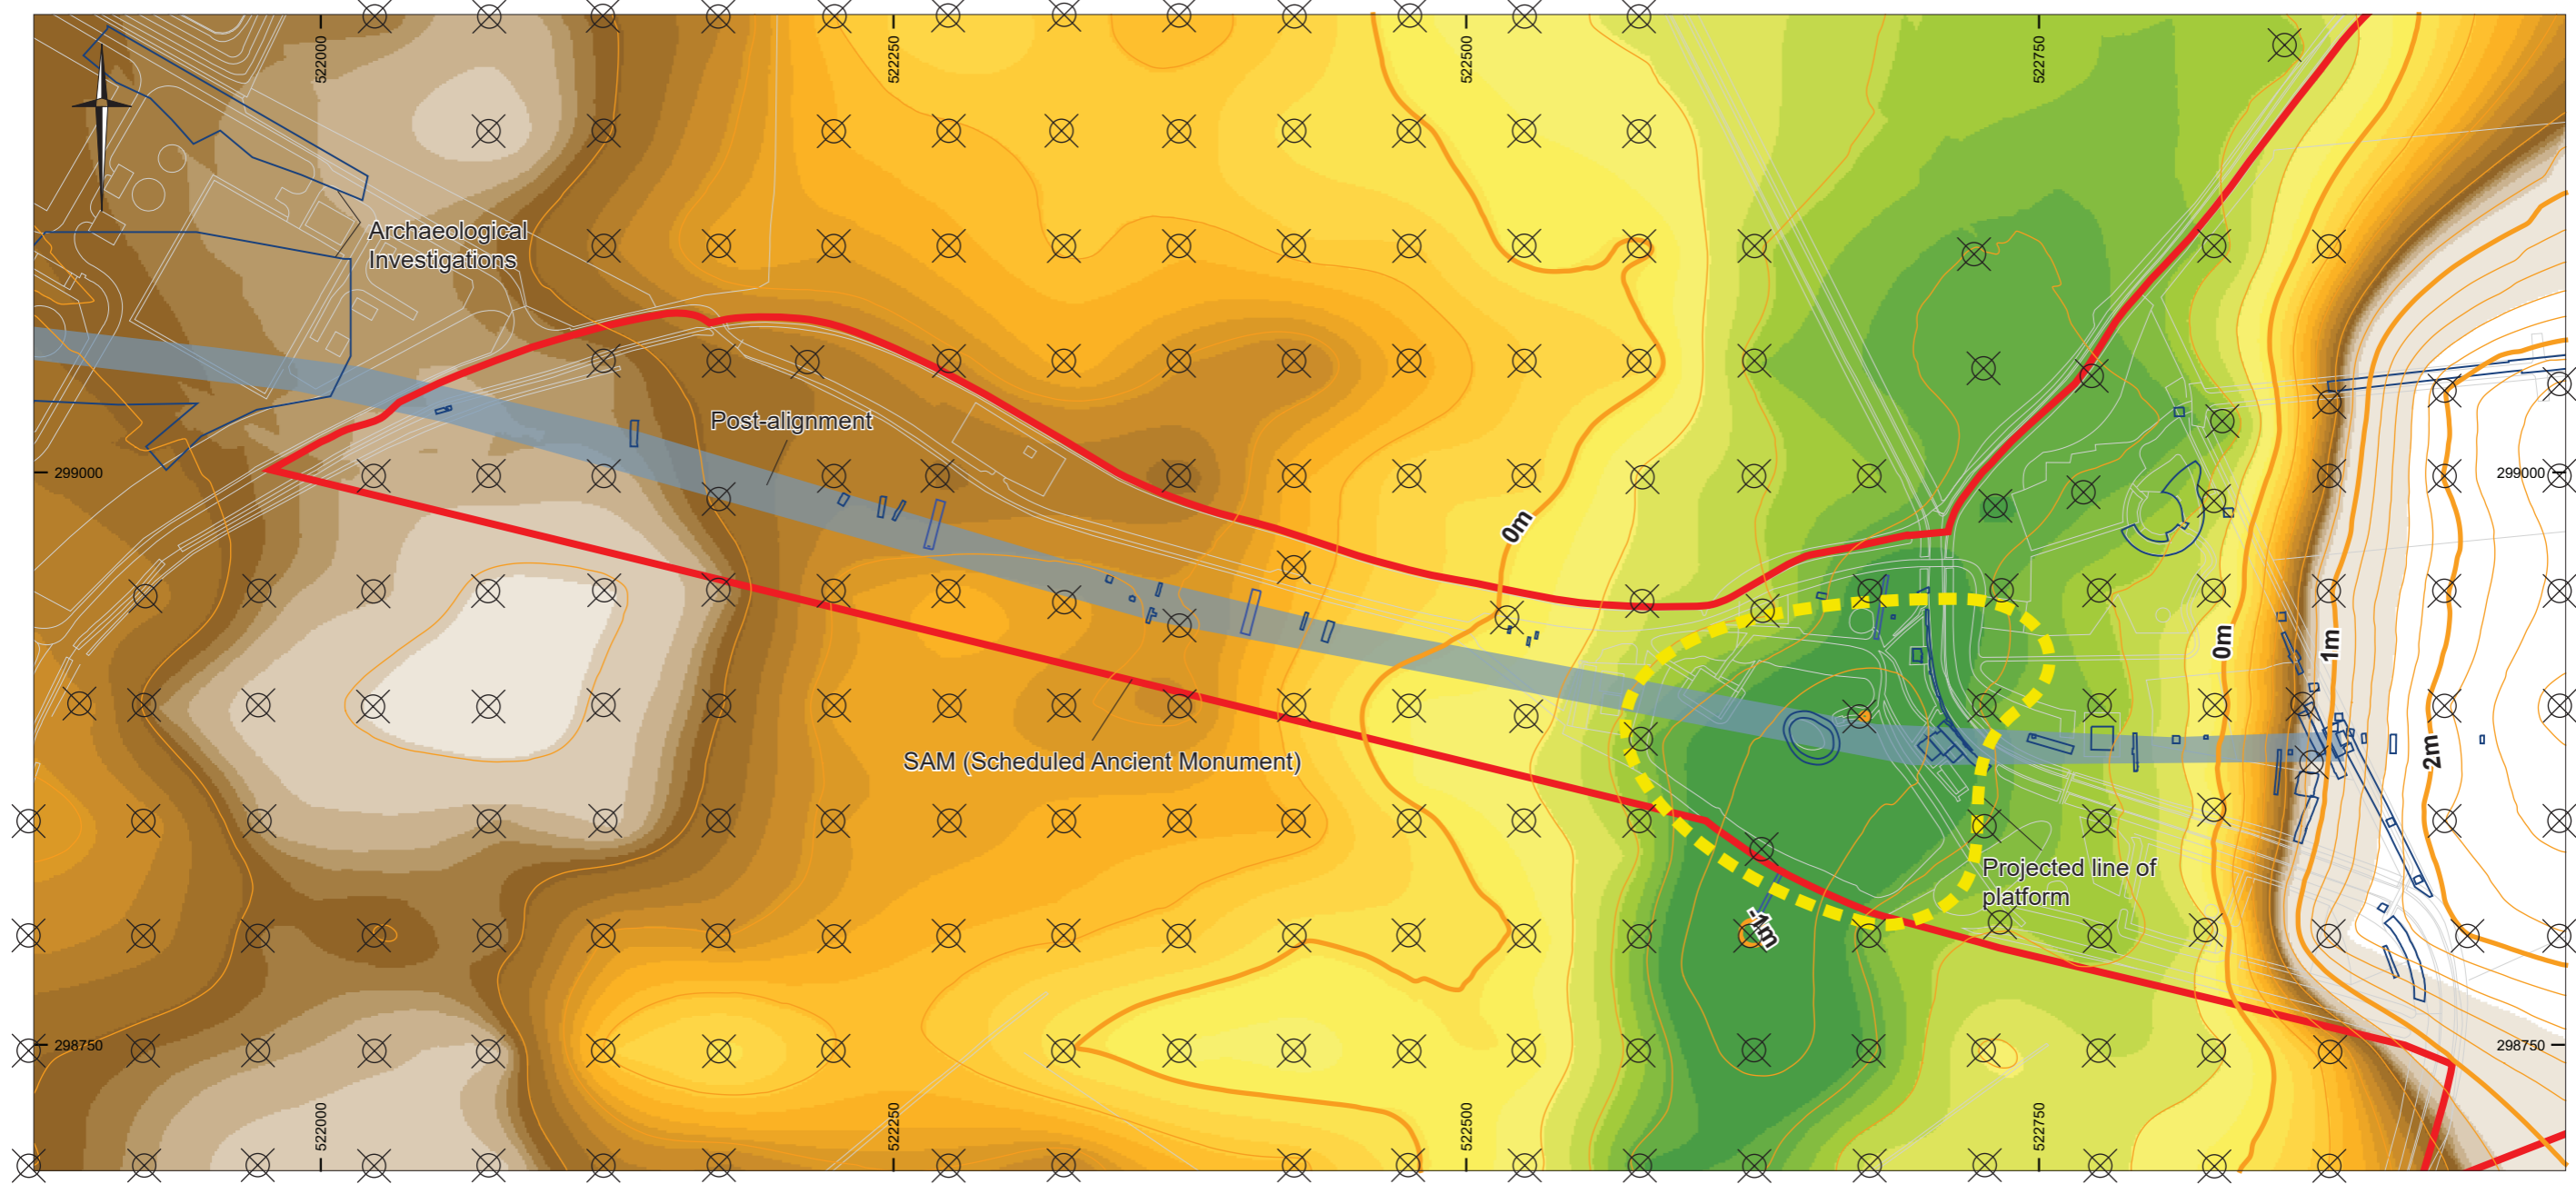 522000
522250
522500
522750
Archaeological
Investigations
Post-alignment
299000
299000
0m
0m
1m
2m
SAM (Scheduled Ancient Monument)
Projected line of
platform
-1m
298750
298750
522000
522250
522500
522750